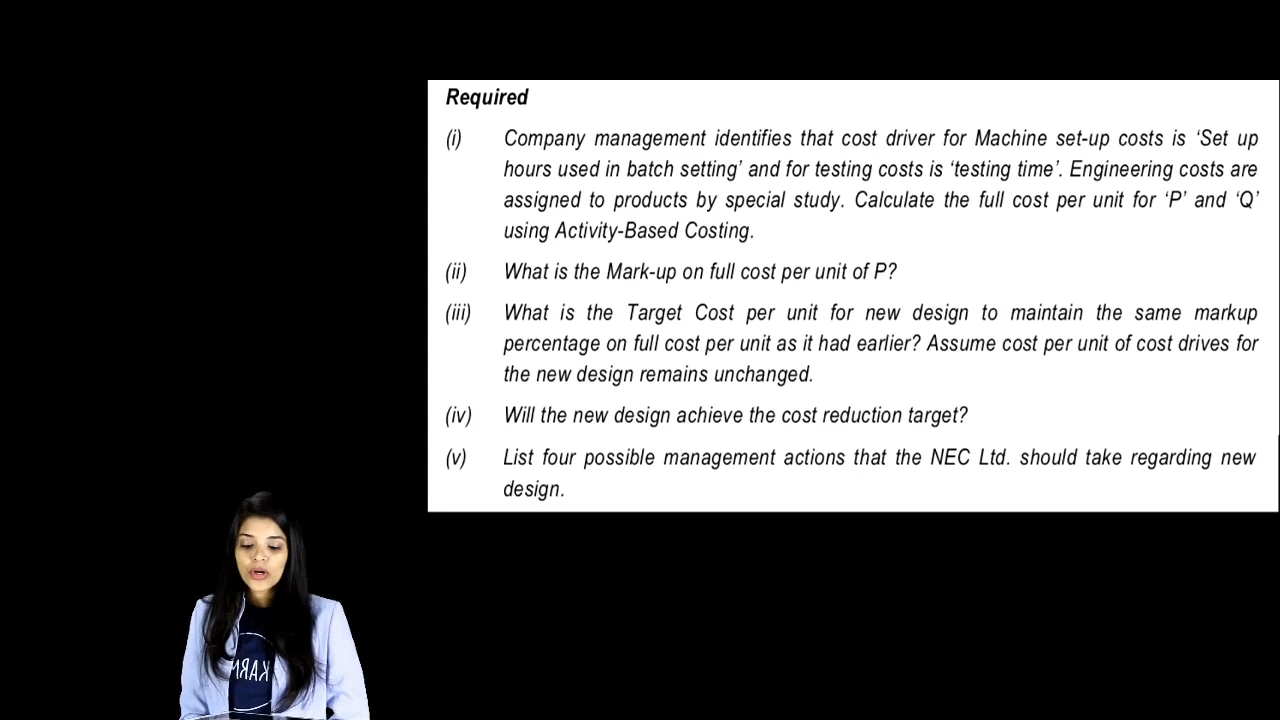 Required
(i) Company management identifies that cost driver for Machine set-up costs is ‘Set up
hours used in batch setting’ and for testing costs is ‘testing time’. Engineering costs are
assigned to products by special study. Calculate the full cost per unit for ‘P’ and ‘Q’
using Activity-Based Costing.
(ii) What is the Mark-up on full cost per unit of P?
(iii) What is the Target Cost per unit for new design to maintain the same markup
percentage on full cost per unit as it had earlier? Assume cost per unit of cost drives for
the new design remains unchanged.
(iv) Will the new design achieve the cost reduction target?
(v) List four possible management actions that the NEC Ltd. should take regarding new
design.